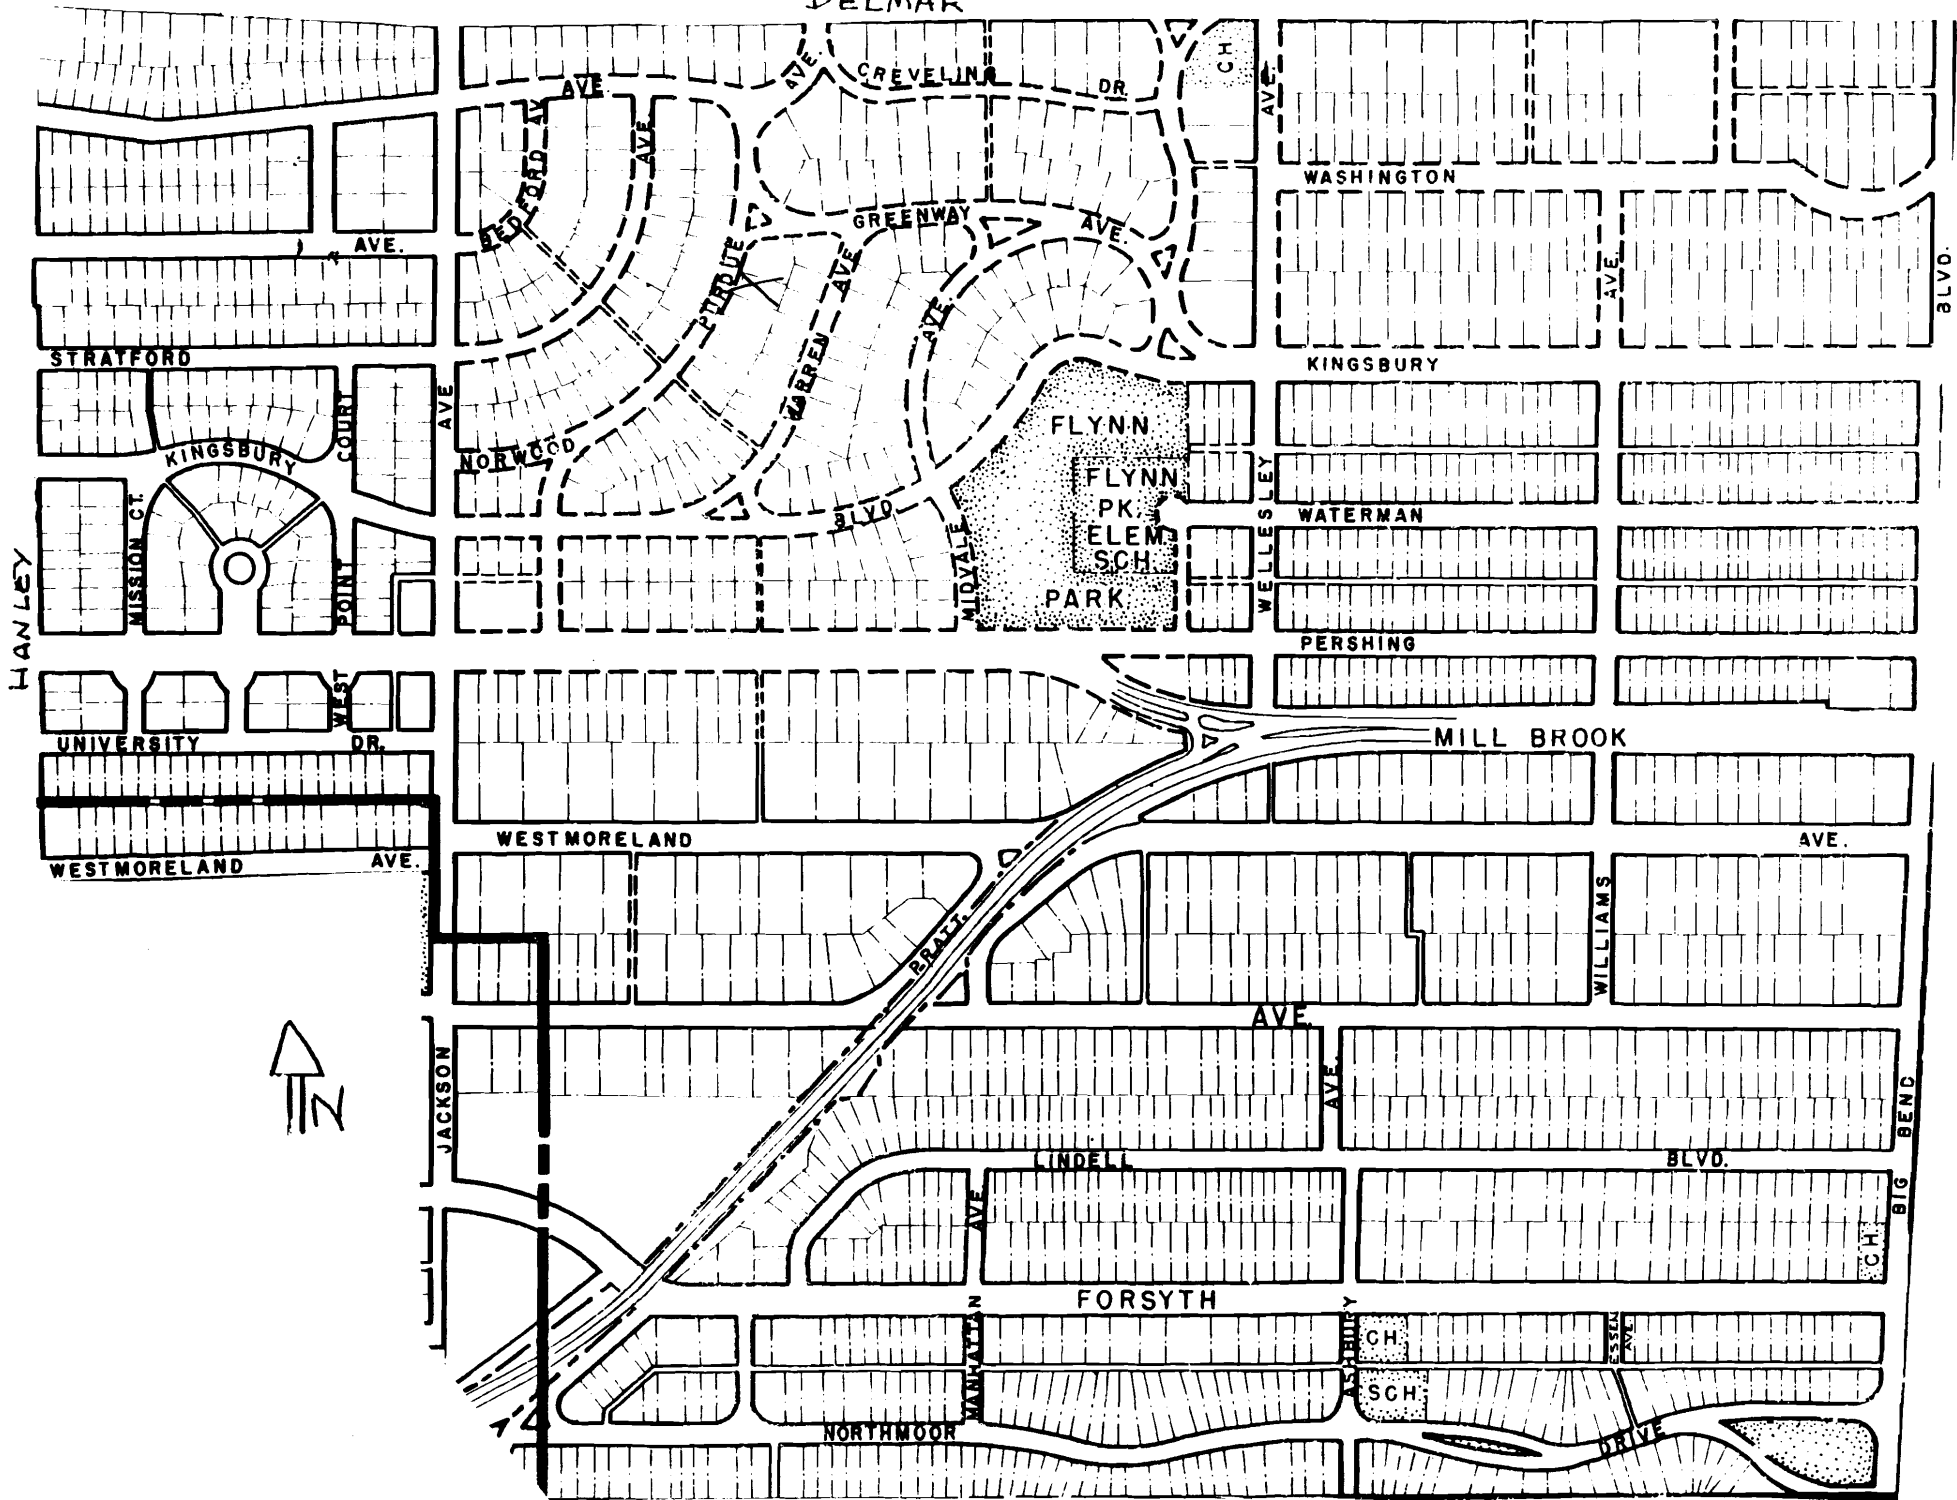 DELMAR
CH
AVE.
CREVELING
DR.
AVE.
AVE
BEDFORD AV
AVE.
WASHINGTON
GREENWAY
AVE.
AVE.
PURDUE
AVE
AVE.
BLVD.
STRATFORD
AVE.
WARREN
KINGSBURY
COURT
AVE
KINGSBURY
NORWOOD
FLYNN
FLYNN
PK.
ELEM
SCH.
PARK
MISSION CT.
BLVD.
MIDVALE
WELLESLEY
WATERMAN
HANLEY
POINT
WEST
PERSHING
UNIVERSITY
DR.
MILL BROOK
WESTMORELAND
AVE.
WESTMORELAND
AVE.
PRATT
WILLIAMS
AVE.
N
JACKSON
AVE.
BIG BEND
LINDELL
BLVD.
AVE
CH.
FORSYTH
MANHATTAN
ASHBURY
CH.
ESSEN
AVE.
SCH.
NORTHMOOR
DRIVE